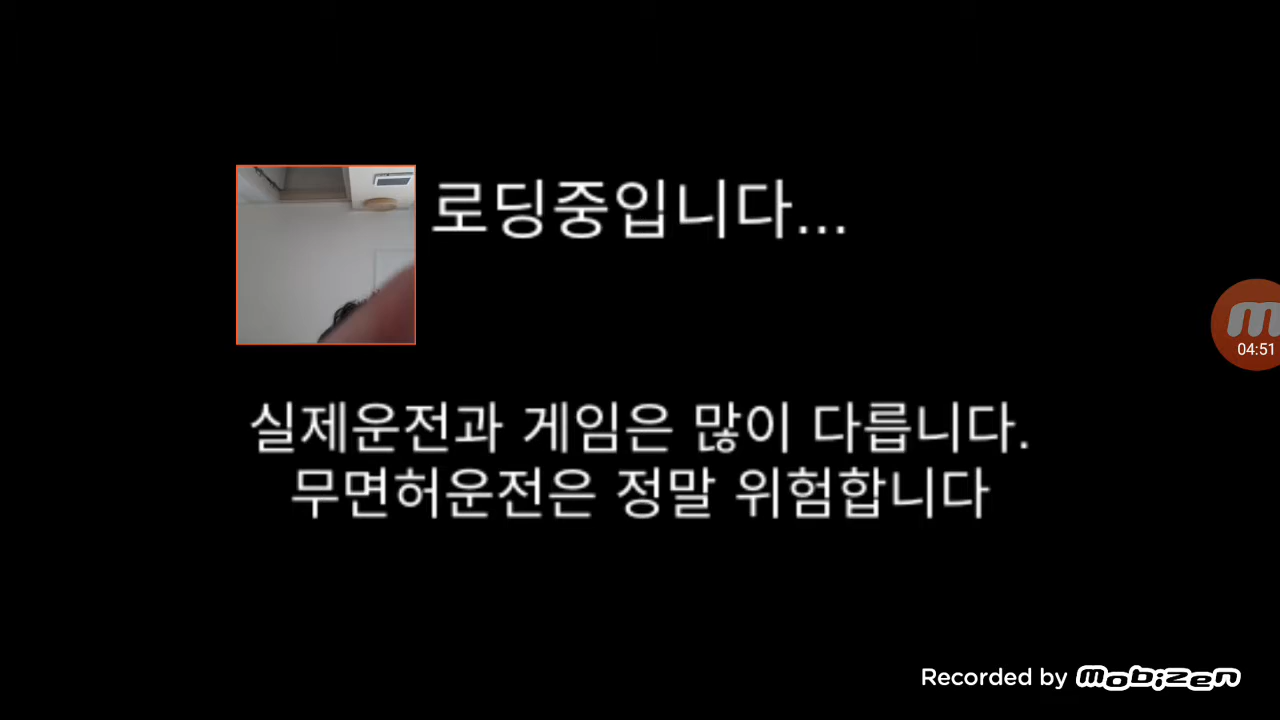 로딩중입니다...
04:51
실제운전과 게임은 많이 다릅니다.
무면허운전은 정말 위험합니다
Recorded by mobizen